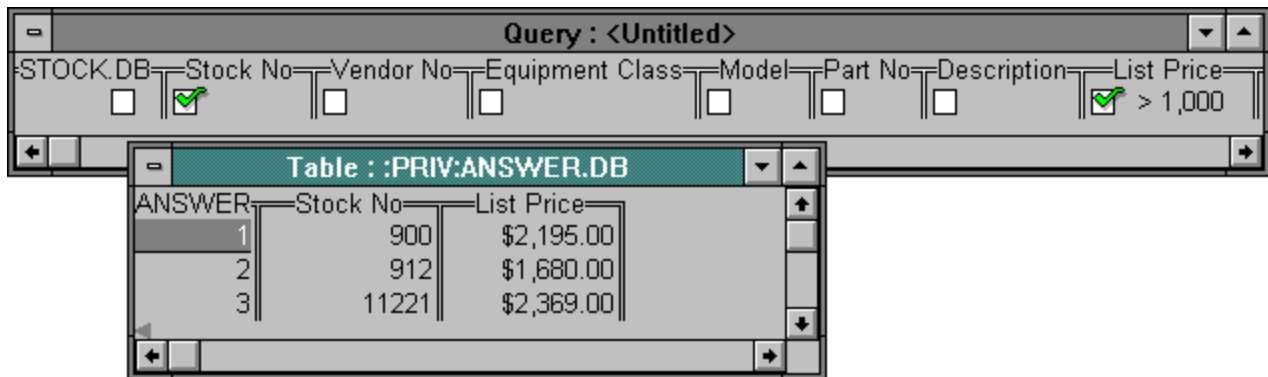 Query : <Untitled>
STOCK.DB Stock No Vendor No Equipment Class Model Part No Description List Price
> 1,000
Table : :PRIV:ANSWER.DB
ANSWER Stock No List Price
1 900 $2,195.00
2 912 $1,680.00
3 11221 $2,369.00